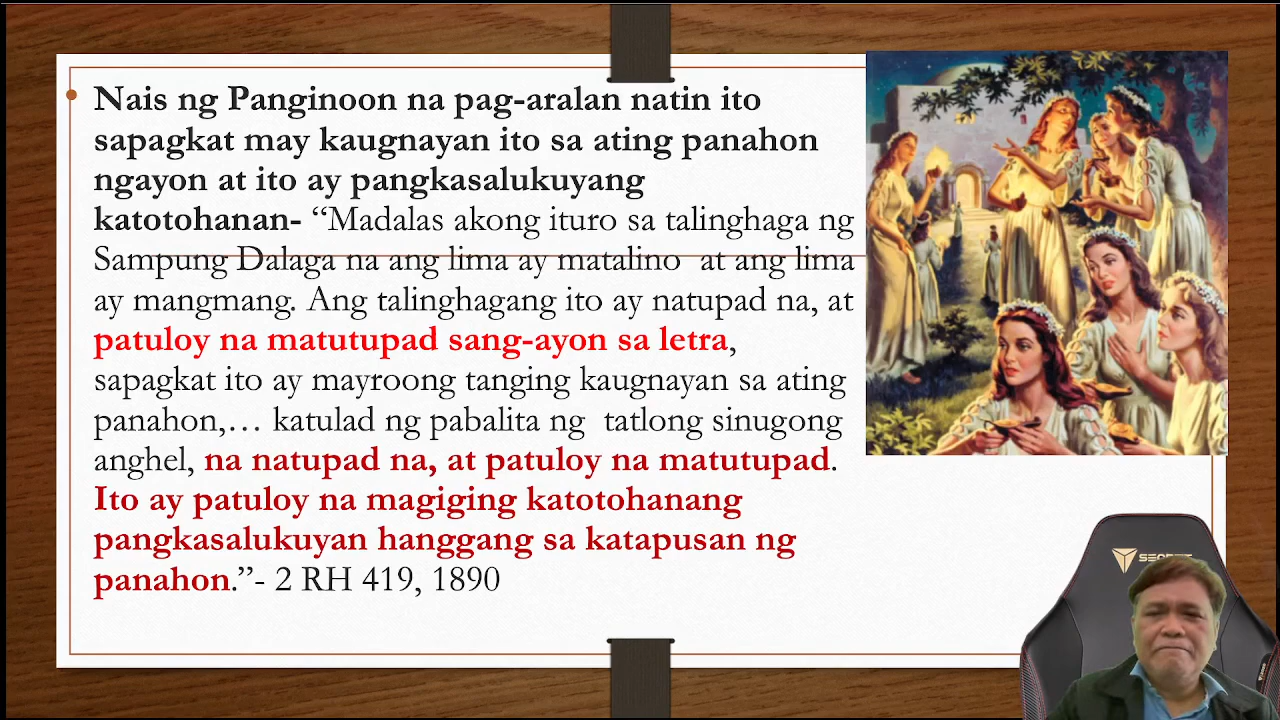 • Nais ng Panginoon na pag-aralan natin ito
sapagkat may kaugnayan ito sa ating panahon
ngayon at ito ay pangkasalukuyang
katotohanan- “Madalas akong ituro sa talinghaga ng
Sampung Dalaga na ang lima ay matalino at ang lima
ay mangmang. Ang talinghagang ito ay natupad na, at
patuloy na matutupad sang-ayon sa letra,
sapagkat ito ay mayroong tanging kaugnayan sa ating
panahon,… katulad ng pabalita ng tatlong sinugong
anghel, na natupad na, at patuloy na matutupad.
Ito ay patuloy na magiging katotohanang
pangkasalukuyan hanggang sa katapusan ng
panahon.”- 2 RH 419, 1890